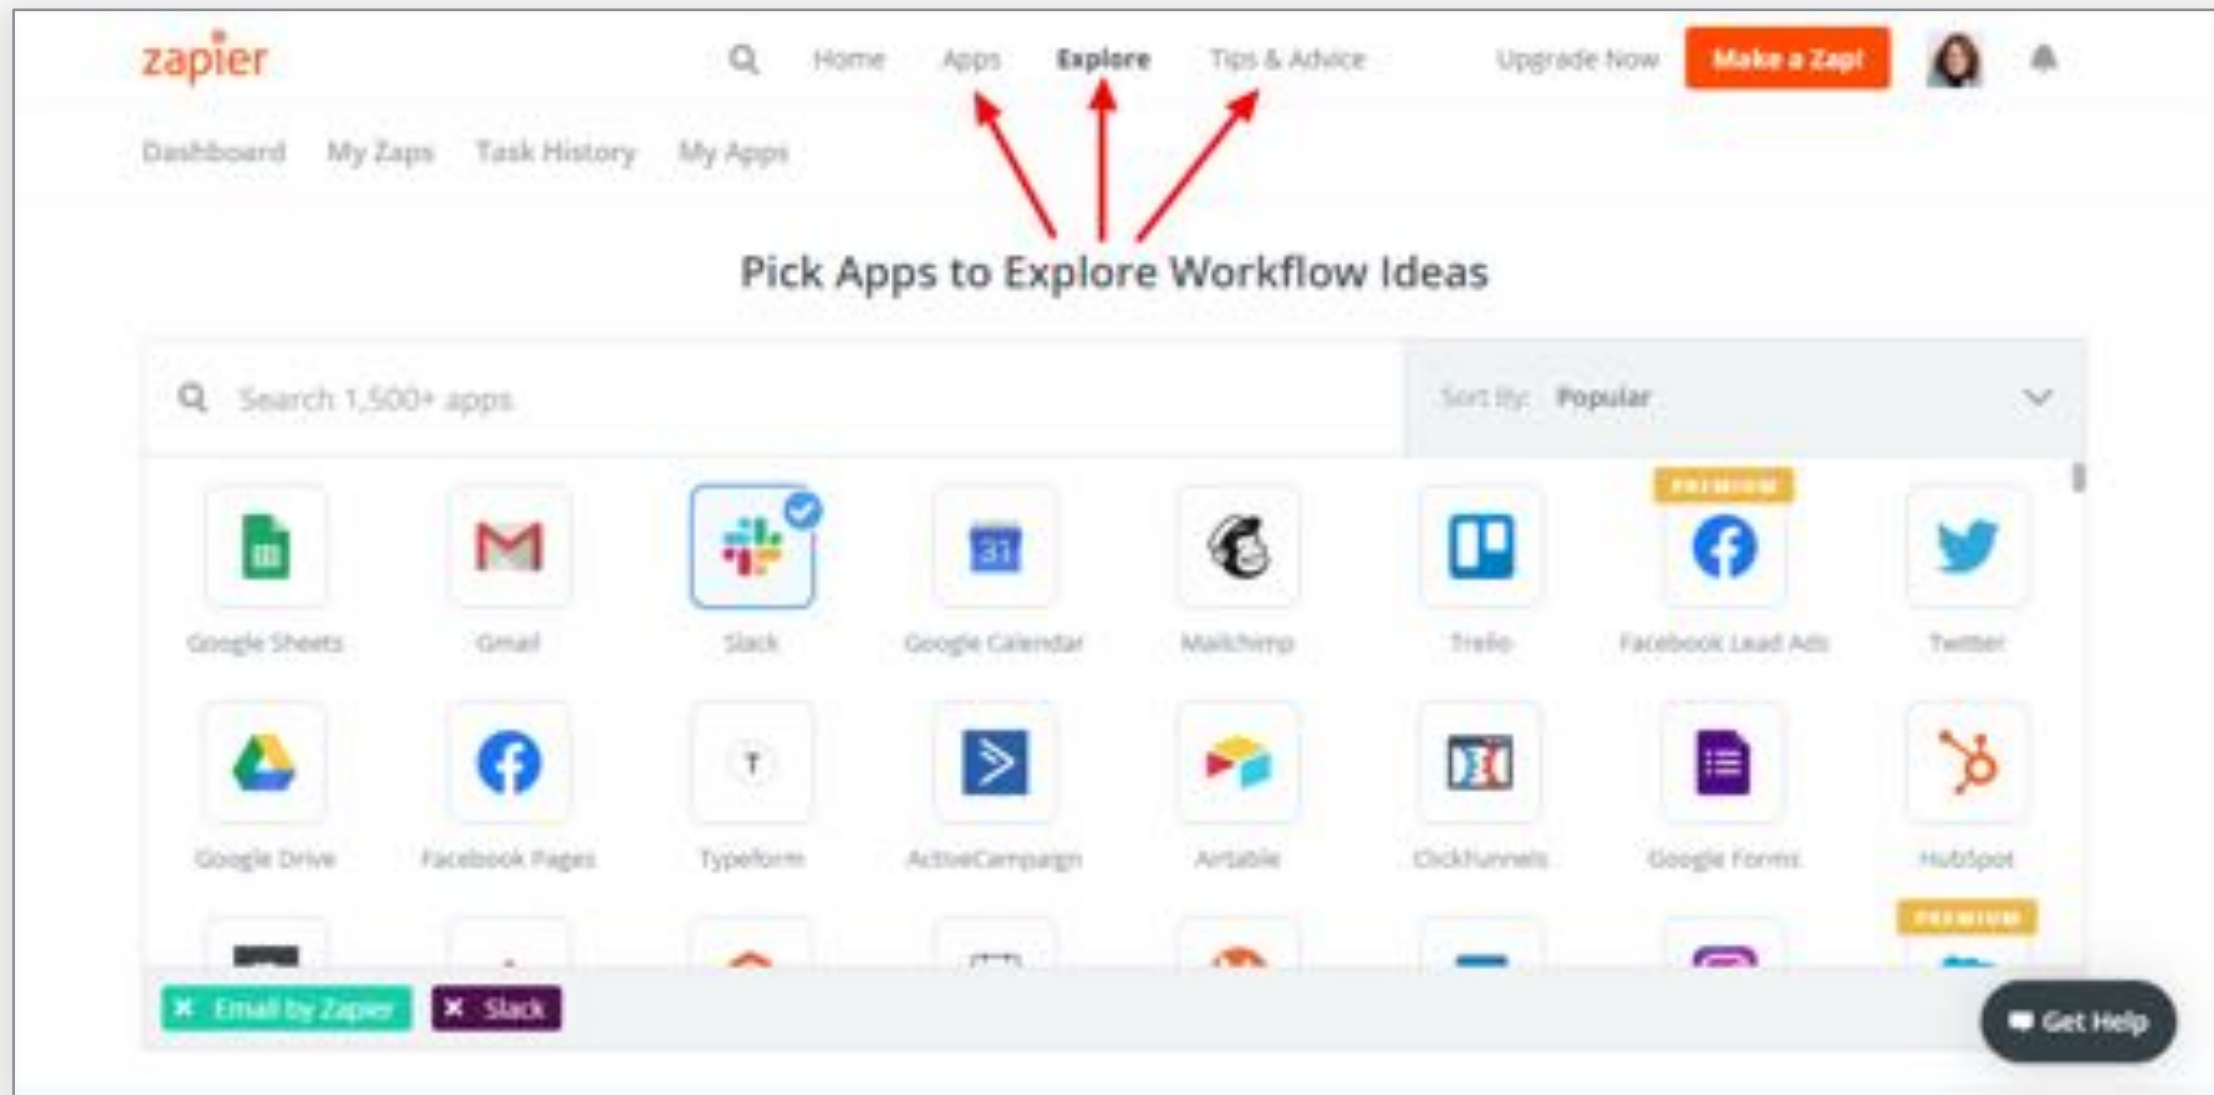 zapier
Home Apps Explore Tips & Advice Upgrade Now Make a Zap!
Dashboard My Zaps Task History My Apps
Pick Apps to Explore Workflow Ideas
Search 1,500+ apps Sort By: Popular
PREMIUM
31
Google Sheets Gmail Slack Google Calendar Mailchimp Trello Facebook Lead Ads Twitter
T
Google Drive Facebook Pages Typeform ActiveCampaign Airtable ClickFunnels Google Forms HubSpot
PREMIUM
Email by Zapier Slack
Get Help